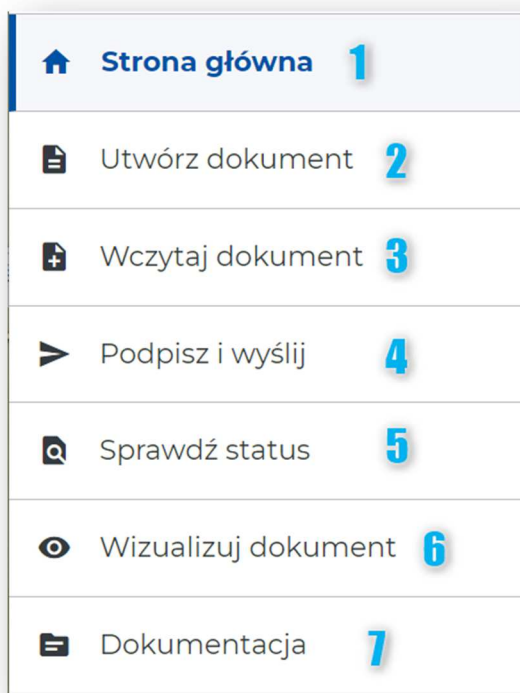 Strona główna 1
Utwórz dokument 2
Wczytaj dokument 3
Podpisz i wyślij 4
Sprawdź status 5
Wizualizuj dokument 6
Dokumentacja 7